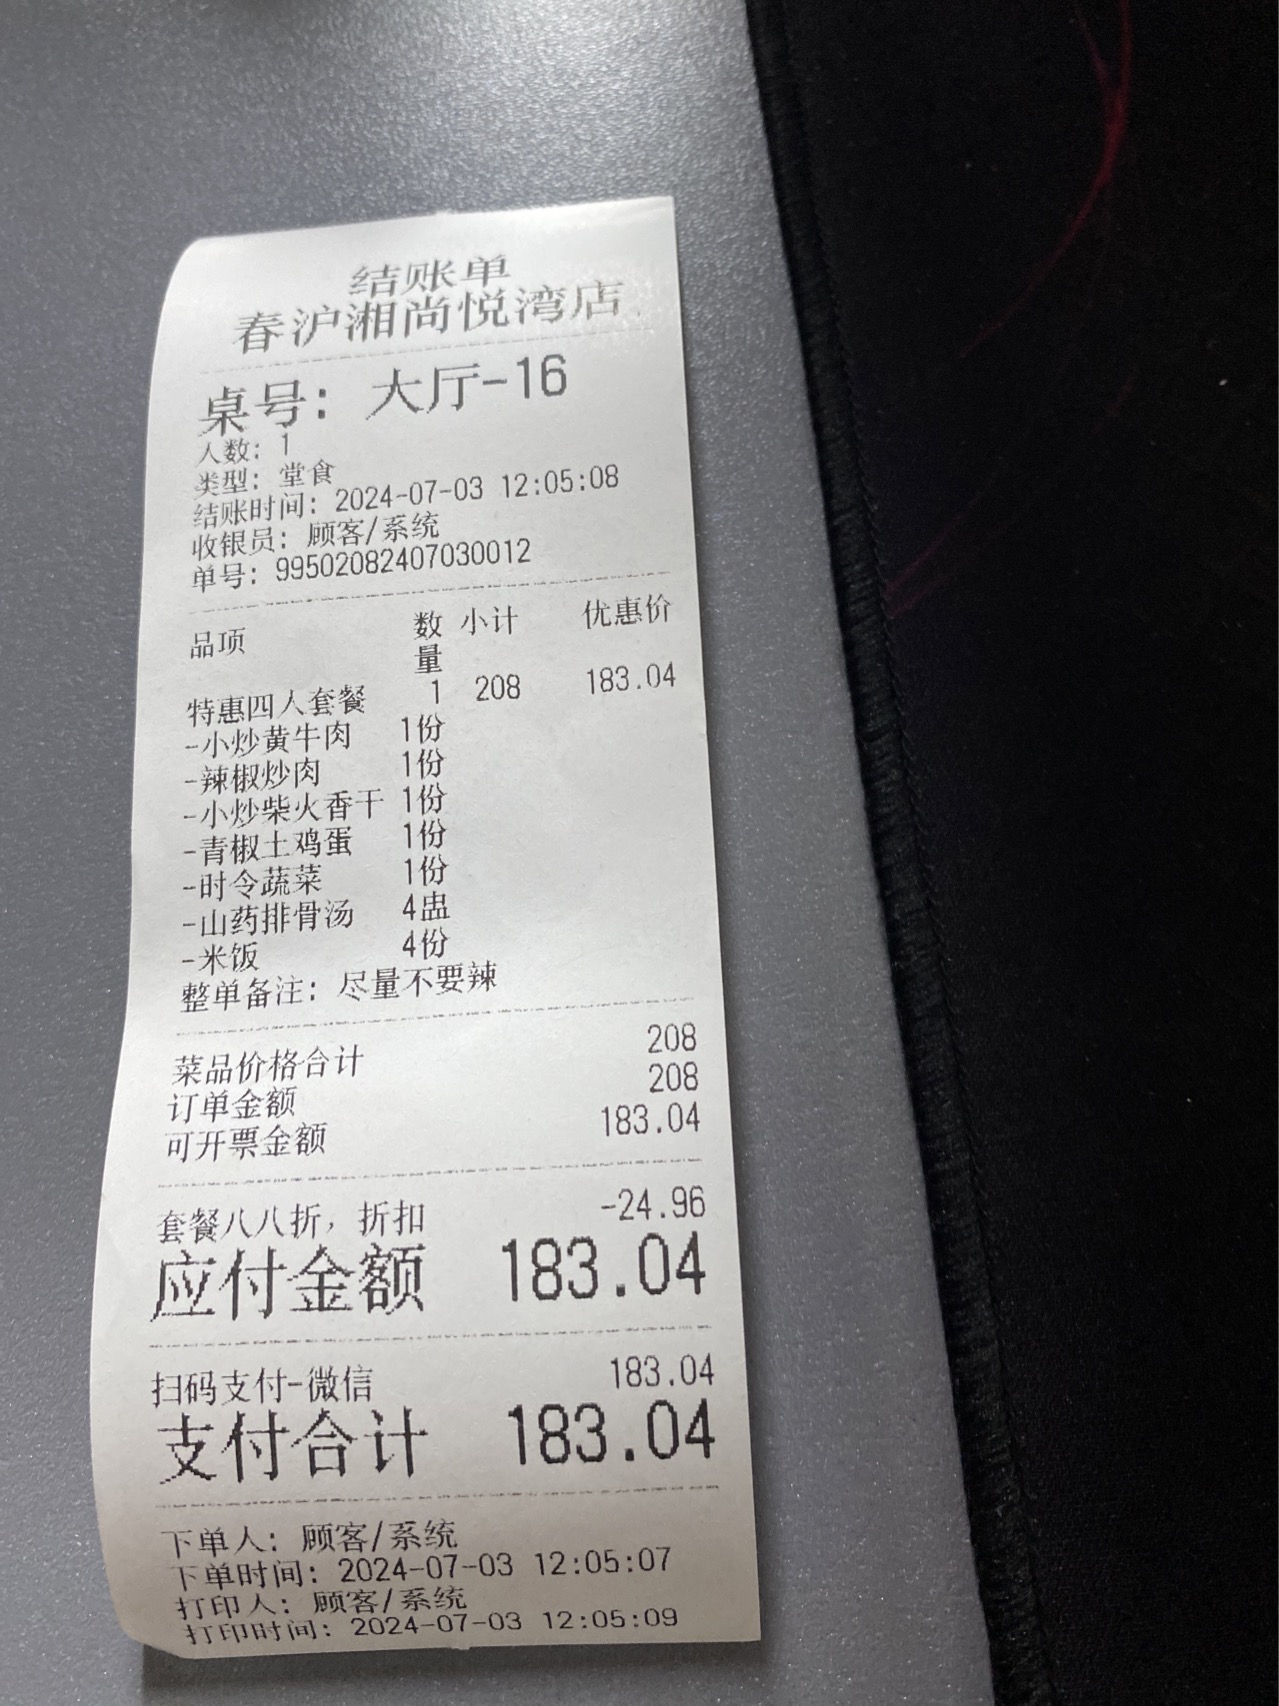 结账单
春沪湘尚悦湾店
桌号：大厅-16
人数：1
类型：堂食
结账时间：2024-07-03 12:05:08
收银员：顾客/系统
单号：99502082407030012
品项 数量 小计 优惠价
特惠四人套餐 1 208 183.04
-小炒黄牛肉 1份
-辣椒炒肉 1份
-小炒柴火香干 1份
-青椒土鸡蛋 1份
-时令蔬菜 1份
-山药排骨汤 4盅
-米饭 4份
整单备注：尽量不要辣
菜品价格合计 208
订单金额 208
可开票金额 183.04
套餐八八折，折扣 -24.96
应付金额 183.04
扫码支付-微信 183.04
支付合计 183.04
下单人：顾客/系统
下单时间：2024-07-03 12:05:07
打印人：顾客/系统
打印时间：2024-07-03 12:05:09